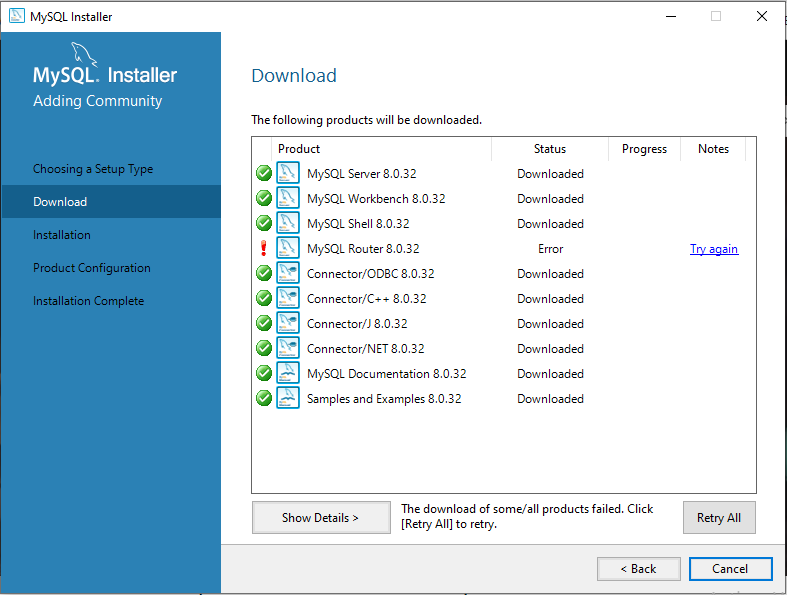 MySQL Installer
MySQL. Installer
Adding Community
Choosing a Setup Type
Download
Installation
Product Configuration
Installation Complete
Download
The following products will be downloaded.
Product Status Progress Notes
MySQL Server 8.0.32 Downloaded
MySQL Workbench 8.0.32 Downloaded
MySQL Shell 8.0.32 Downloaded
MySQL Router 8.0.32 Error Try again
Connector/ODBC 8.0.32 Downloaded
Connector/C++ 8.0.32 Downloaded
Connector/J 8.0.32 Downloaded
Connector/NET 8.0.32 Downloaded
MySQL Documentation 8.0.32 Downloaded
Samples and Examples 8.0.32 Downloaded
Show Details >
The download of some/all products failed. Click
[Retry All] to retry.
Retry All
< Back
Cancel